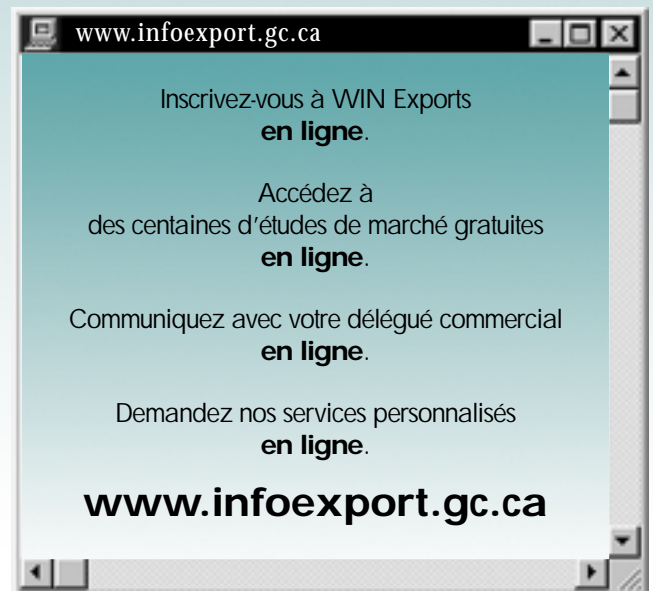 www.infoexport.gc.ca
Inscrivez-vous à WIN Exports
en ligne.
Accédez à
des centaines d'études de marché gratuites
en ligne.
Communiquez avec votre délégué commercial
en ligne.
Demandez nos services personnalisés
en ligne.
www.infoexport.gc.ca